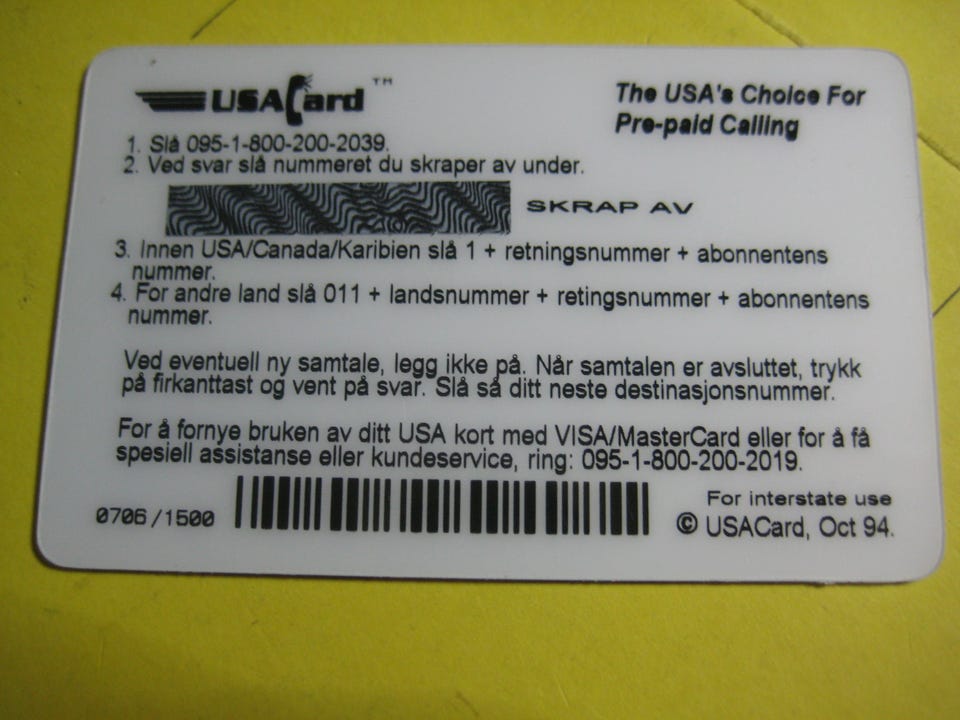 USACard ™
The USA's Choice For
Pre-paid Calling
1. Slå 095-1-800-200-2039.
2. Ved svar slå nummeret du skraper av under.
SKRAP AV
3. Innen USA/Canada/Karibien slå 1 + retningsnummer + abonnentens
nummer.
4. For andre land slå 011 + landsnummer + retingsnummer + abonnentens
nummer.
Ved eventuell ny samtale, legg ikke på. Når samtalen er avsluttet, trykk
på firkanttast og vent på svar. Slå så ditt neste destinasjonsnummer.
For å fornye bruken av ditt USA kort med VISA/MasterCard eller for å få
spesiell assistanse eller kundeservice, ring: 095-1-800-200-2019.
0706/1500
For interstate use
© USACard, Oct 94.